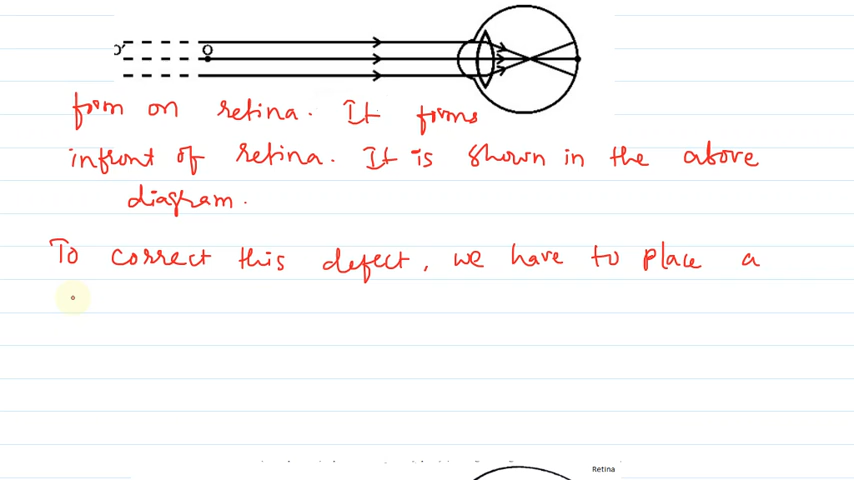 O'
O
form on retina. It forms
infront of retina. It is shown in the above
diagram.
To correct this defect, we have to place a
Retina